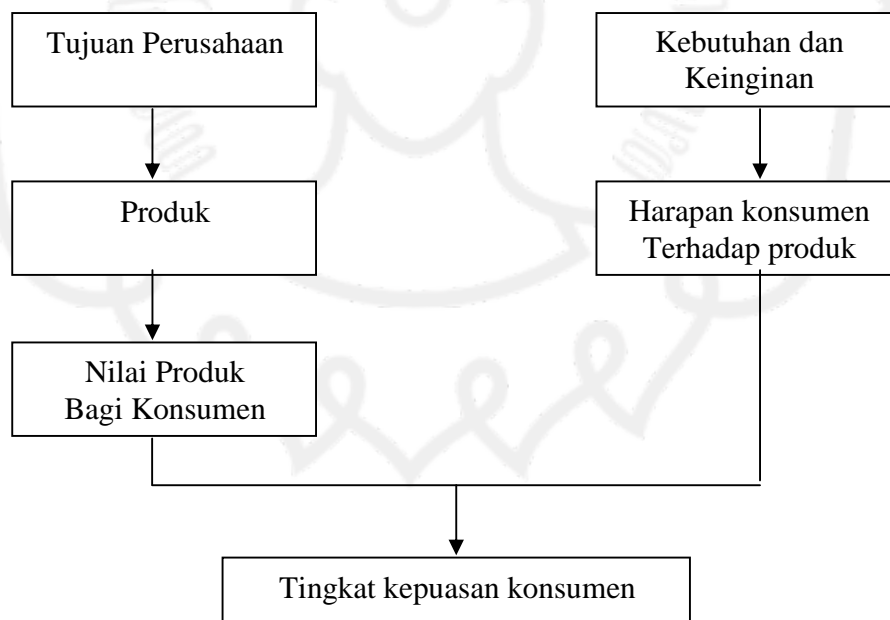 Tujuan Perusahaan
Kebutuhan dan
Keinginan
Produk
Harapan konsumen
Terhadap produk
Nilai Produk
Bagi Konsumen
Tingkat kepuasan konsumen